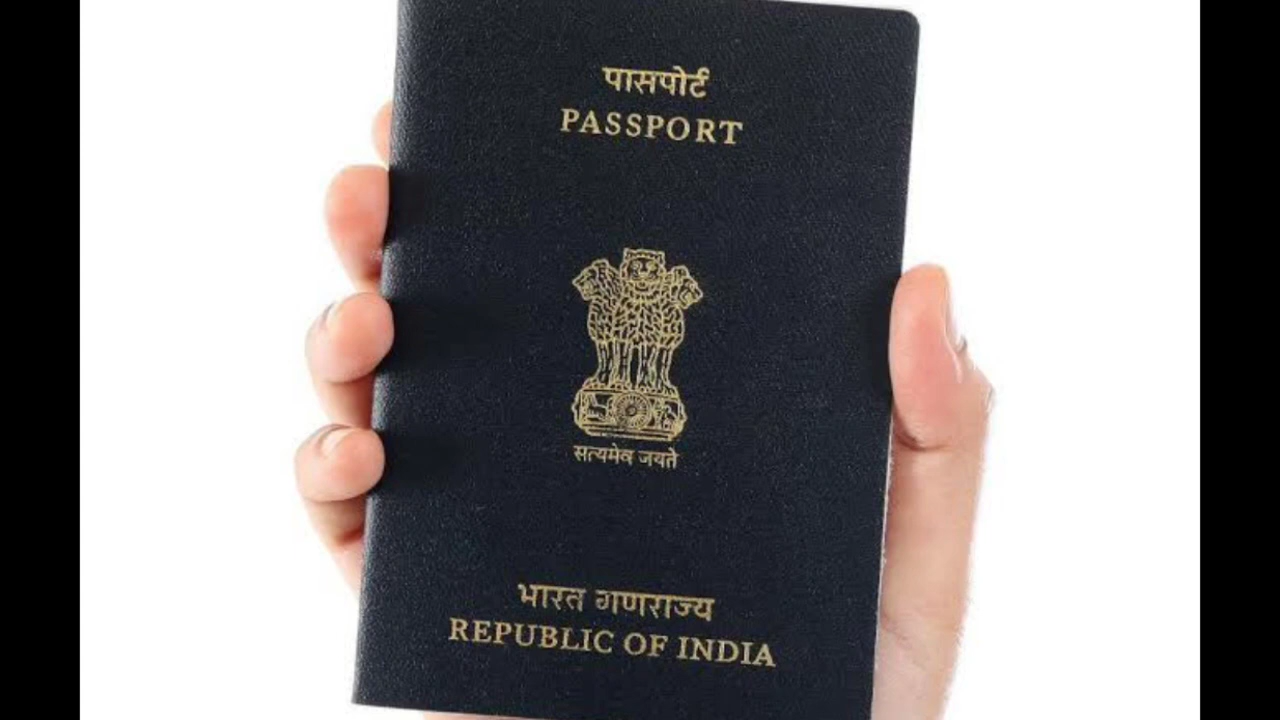 पासपोर्ट
PASSPORT
सत्यमेव जयते
भारत गणराज्य
REPUBLIC OF INDIA